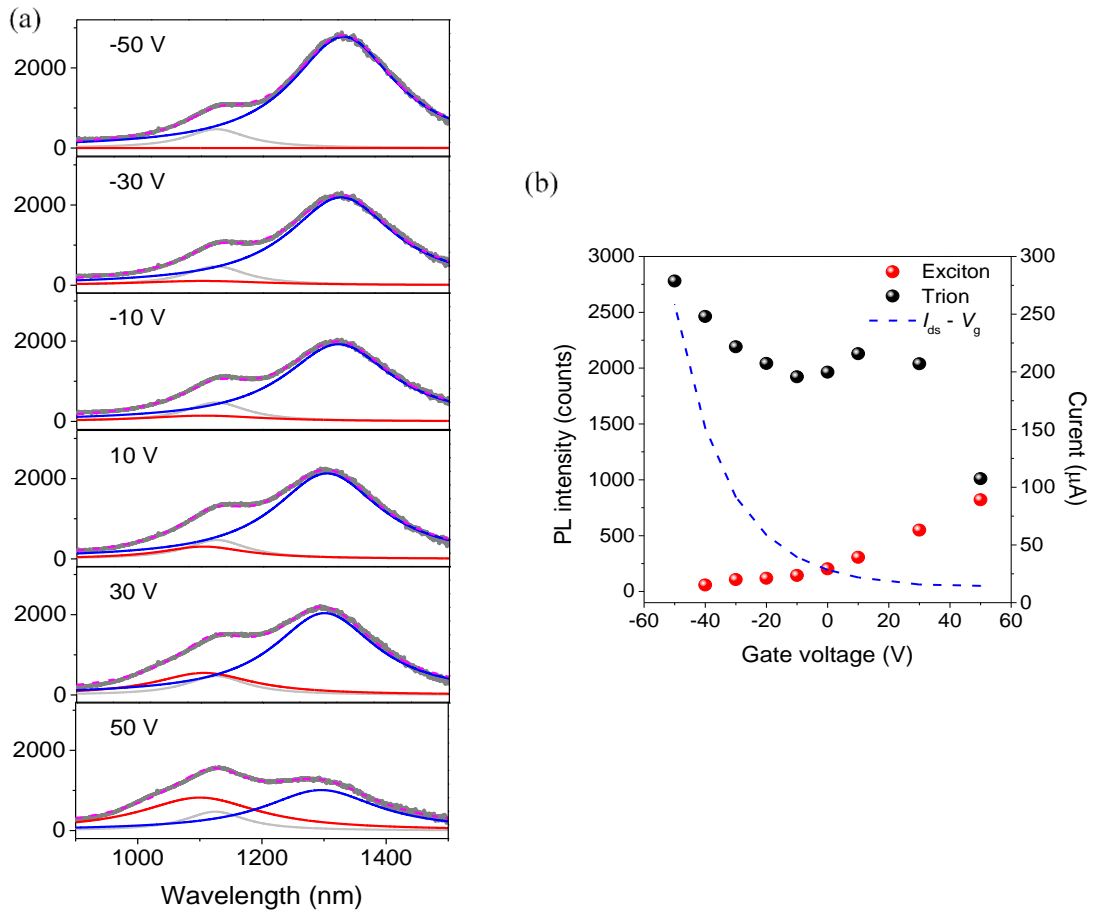 (a)
-50 V
2000
0
-30 V
2000
0
-10 V
2000
0
10 V
2000
0
30 V
2000
0
50 V
2000
0
1000 1200 1400
Wavelength (nm)
(b)
3000
2500
2000
1500
1000
500
0
PL intensity (counts)
Exciton
Trion
I_ds - V_g
300
250
200
150
100
50
0
Curent (μA)
-60 -40 -20 0 20 40 60
Gate voltage (V)